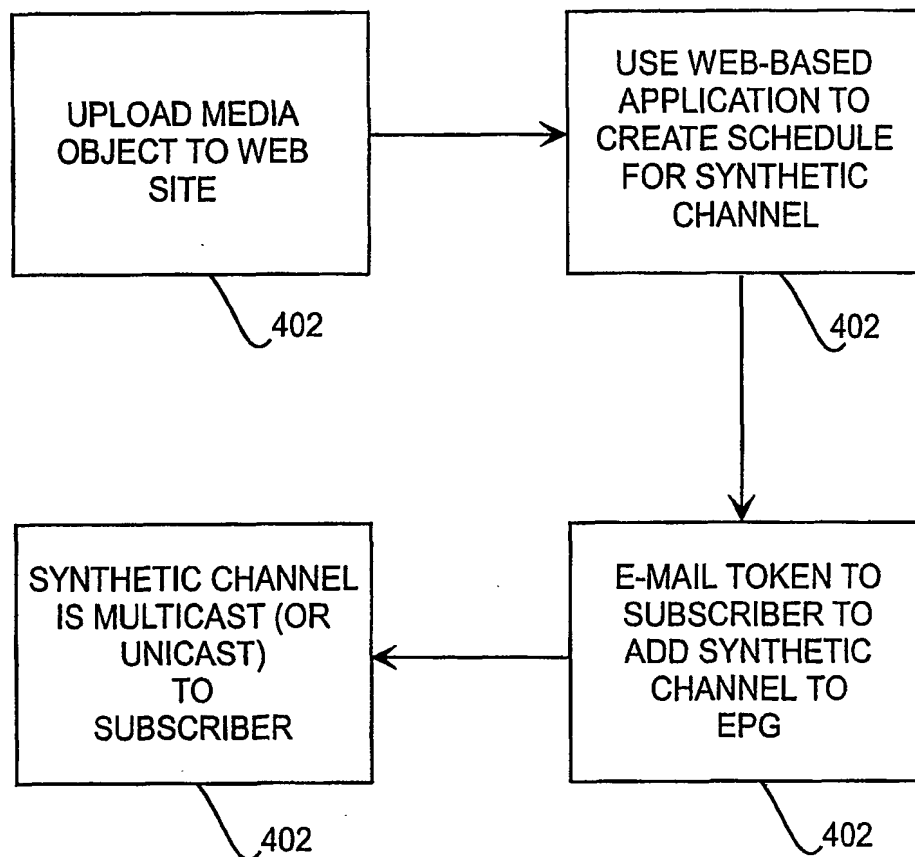 UPLOAD MEDIA
OBJECT TO WEB
SITE
402
USE WEB-BASED
APPLICATION TO
CREATE SCHEDULE
FOR SYNTHETIC
CHANNEL
402
E-MAIL TOKEN TO
SUBSCRIBER TO
ADD SYNTHETIC
CHANNEL TO
EPG
402
SYNTHETIC CHANNEL
IS MULTICAST (OR
UNICAST)
TO
SUBSCRIBER
402